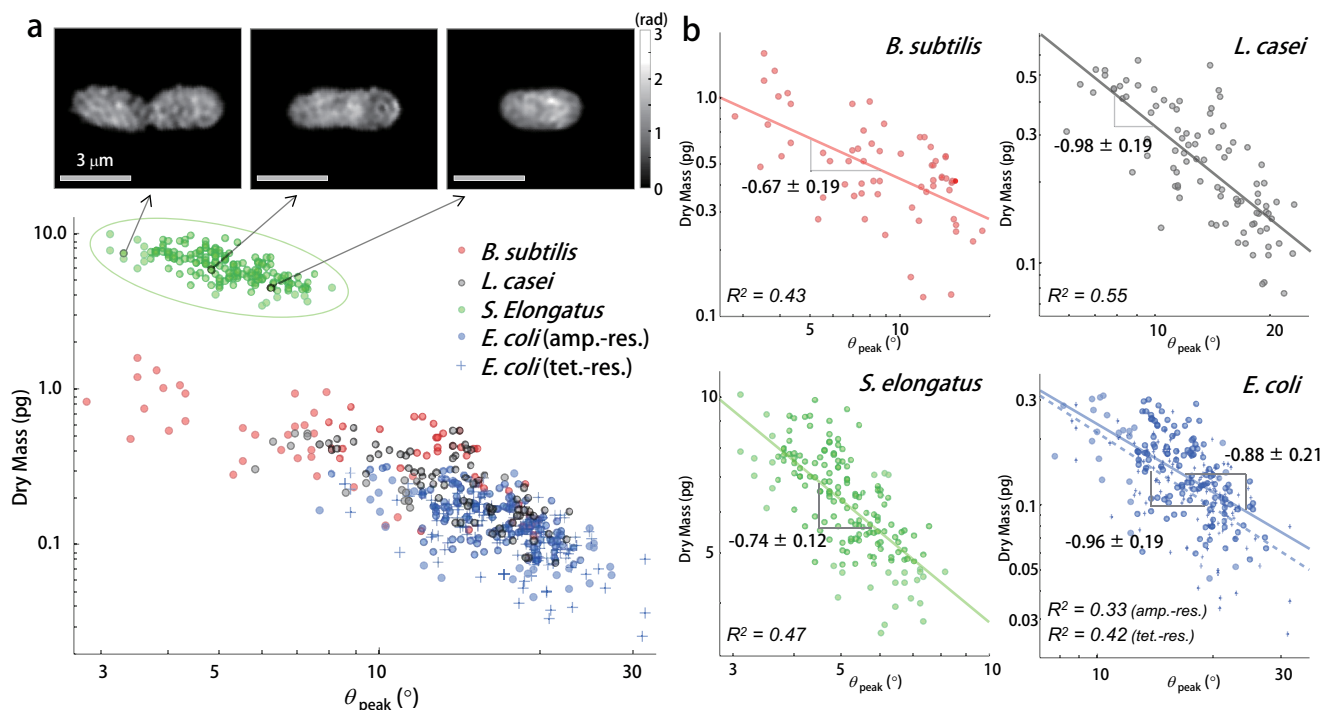 a
(rad)
3
2
1
0
3 μm
10.0
1.0
0.1
Dry Mass (pg)
3
5
10
20
30
θpeak (°)
B. subtilis
L. casei
S. Elongatus
E. coli (amp.-res.)
E. coli (tet.-res.)
b
B. subtilis
1.0
0.5
0.3
0.1
Dry Mass (pg)
-0.67 ± 0.19
R² = 0.43
5
10
θpeak (°)
L. casei
0.5
0.3
0.1
Dry Mass (pg)
-0.98 ± 0.19
R² = 0.55
10
20
θpeak (°)
S. elongatus
10
5
Dry Mass (pg)
-0.74 ± 0.12
R² = 0.47
3
5
10
θpeak (°)
E. coli
0.3
0.1
0.05
0.03
Dry Mass (pg)
-0.88 ± 0.21
-0.96 ± 0.19
R² = 0.33 (amp.-res.)
R² = 0.42 (tet.-res.)
10
20
30
θpeak (°)